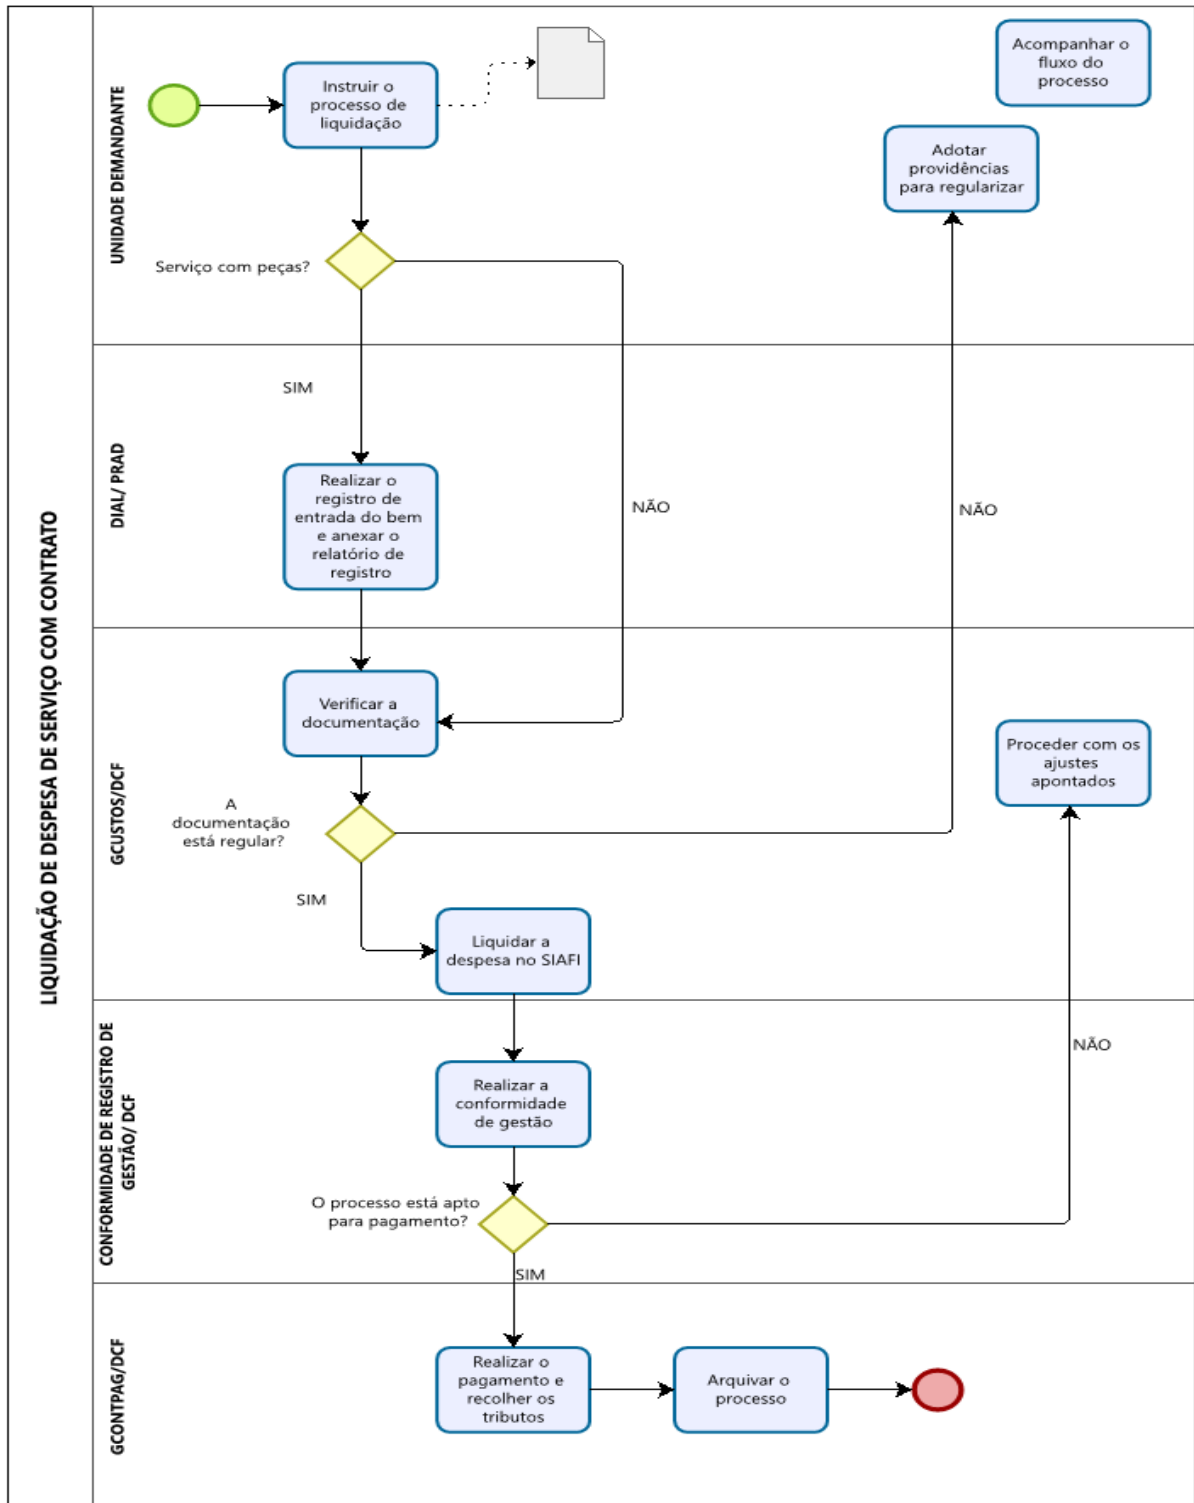 LIQUIDAÇÃO DE DESPESA DE SERVIÇO COM CONTRATO
UNIDADE DEMANDANTE
Instruir o
processo de
liquidação
Acompanhar o
fluxo do
processo
Adotar
providências
para regularizar
Serviço com peças?
DIAL/ PRAD
SIM
Realizar o
registro de
entrada do bem
e anexar o
relatório de
registro
NÃO
NÃO
GCUSTOS/DCF
Verificar a
documentação
Proceder com os
ajustes
apontados
A
documentação
está regular?
SIM
Liquidar a
despesa no SIAFI
CONFORMIDADE DE REGISTRO DE
GESTÃO/ DCF
NÃO
Realizar a
conformidade
de gestão
O processo está apto
para pagamento?
SIM
GCONTPAG/DCF
Realizar o
pagamento e
recolher os
tributos
Arquivar o
processo